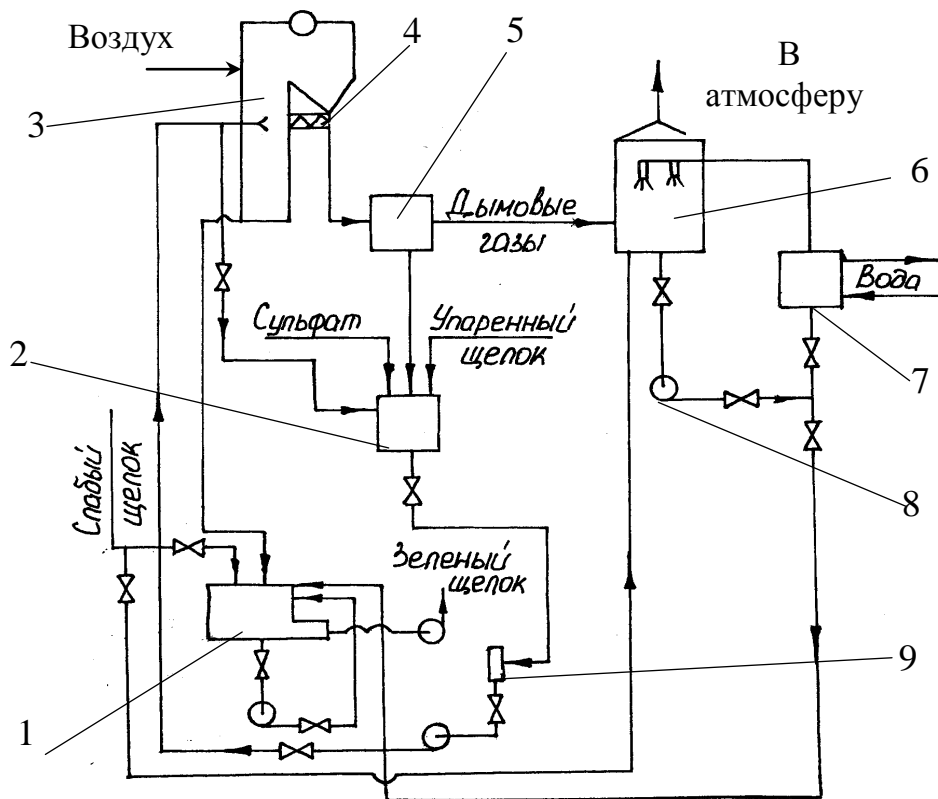 Воздух
4
5
В
атмосферу
3
6
Дымовые
газы
Вода
Сульфат
Упаренный
щелок
2
7
Слабый
щелок
8
Зеленый
щелок
9
1